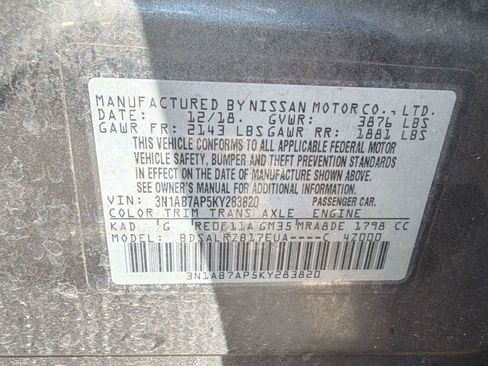 MANUFACTURED BY NISSAN MOTOR CO., LTD.
DATE: 12/18. GVWR: 3876 LBS
GAWR FR: 2143 LBS GAWR RR: 1881 LBS
THIS VEHICLE CONFORMS TO ALL APPLICABLE FEDERAL MOTOR
VEHICLE SAFETY, BUMPER AND THEFT PREVENTION STANDARDS
IN EFFECT ON THE DATE OF MANUFACTURE SHOWN ABOVE.
SEE OWNER'S MANUAL FOR ADDITIONAL INFORMATION
VIN: 3N1AB7AP5KY283820 PASSENGER CAR.
COLOR TRIM TRANS AXLE ENGINE
KAD G RE0F11A GM35 MRA8DE 1798 CC
MODEL: BDSALRZB17EUA----C 4Z000
3N1AB7AP5KY283820